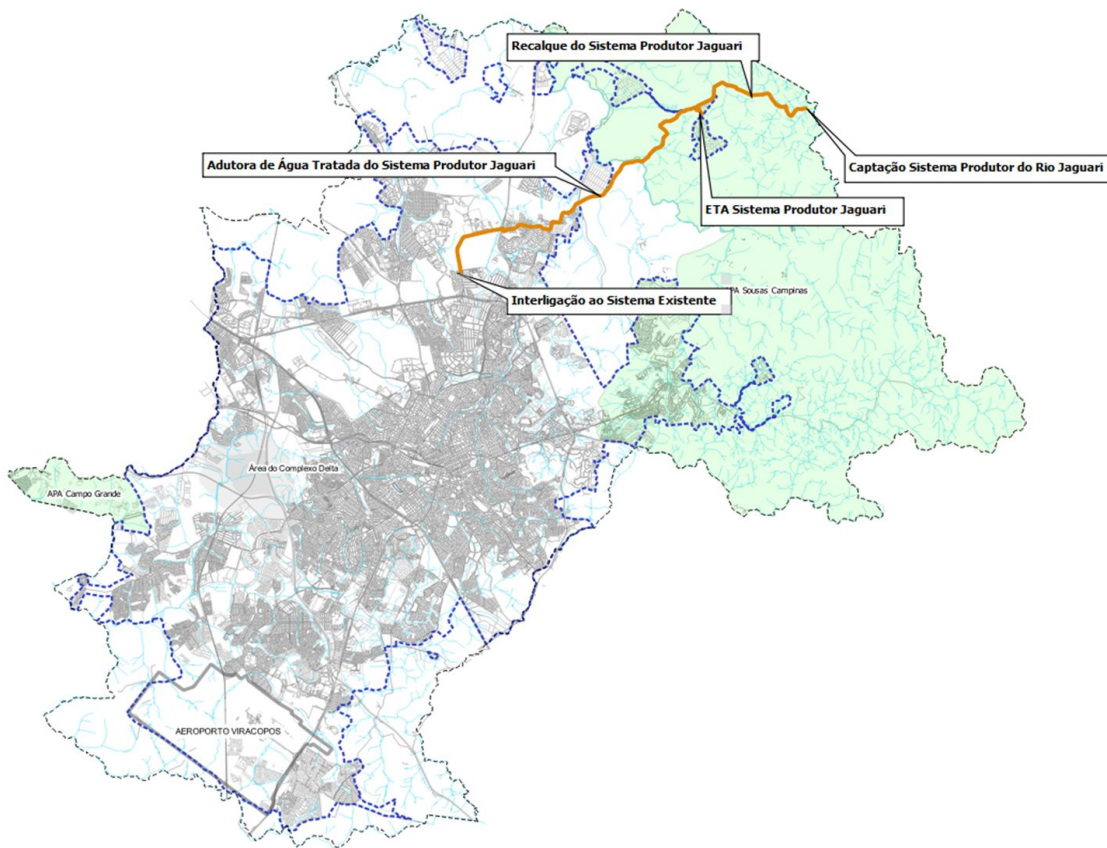 Recalque do Sistema Produtor Jaguari
Adutora de Água Tratada do Sistema Produtor Jaguari
Captação Sistema Produtor do Rio Jaguari
ETA Sistema Produtor Jaguari
Interligação ao Sistema Existente
PA Sousas Campinas
Área do Complexo Delta
APA Campo Grande
AEROPORTO VIRACOPOS